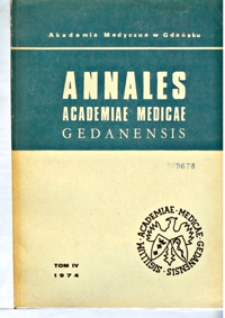 Akademia Medyczna w Gdańsku
ANNALES
ACADEMIAE MEDICAE
GEDANENSIS
TOM IV
1974
SIGILLUM ACADEMIAE MEDICAE GEDANENSIS